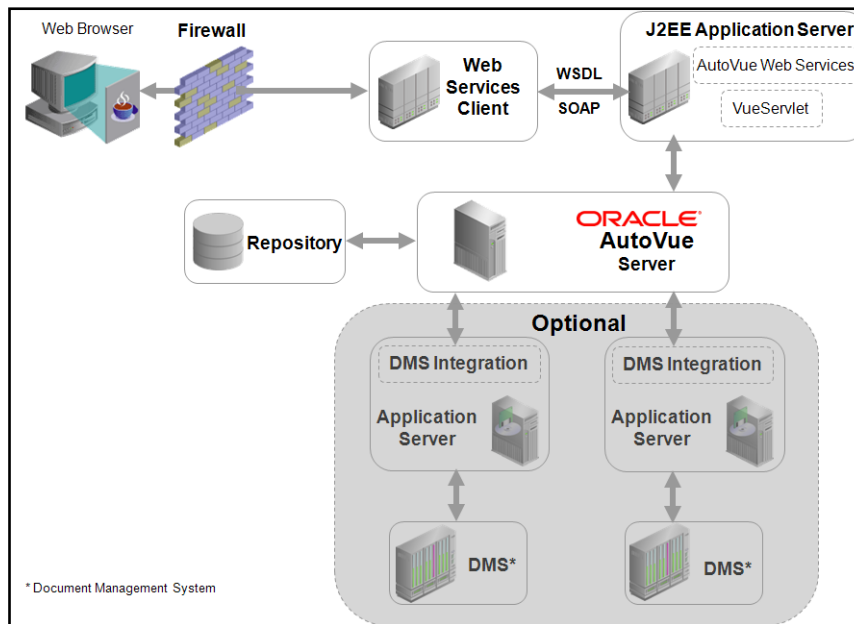 Web Browser
Firewall
J2EE Application Server
Web
Services
Client
WSDL
SOAP
AutoVue Web Services
VueServlet
Repository
ORACLE®
AutoVue
Server
Optional
DMS Integration
Application
Server
DMS*
DMS Integration
Application
Server
DMS*
* Document Management System